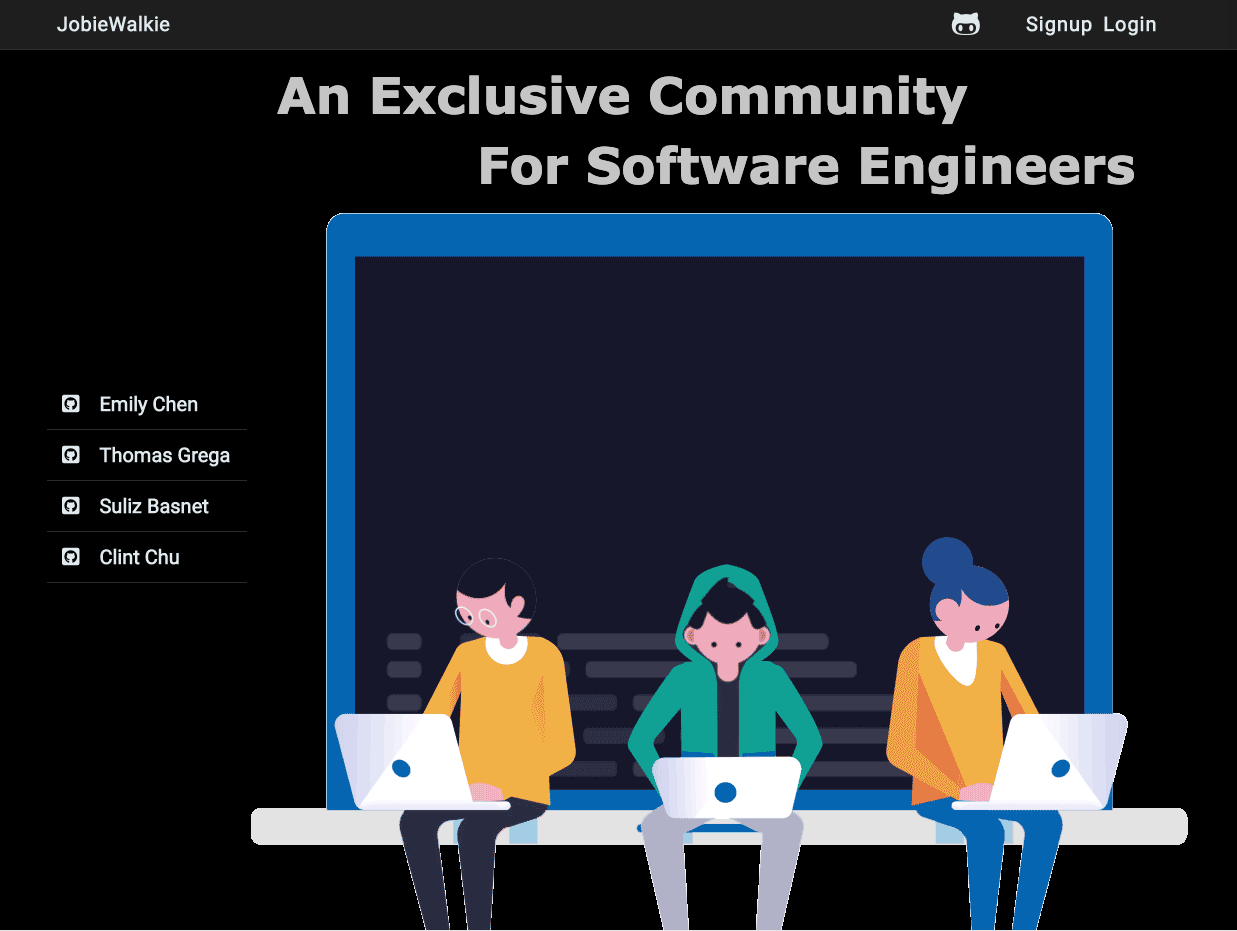 JobieWalkie
Signup Login
An Exclusive Community
For Software Engineers
Emily Chen
Thomas Grega
Suliz Basnet
Clint Chu